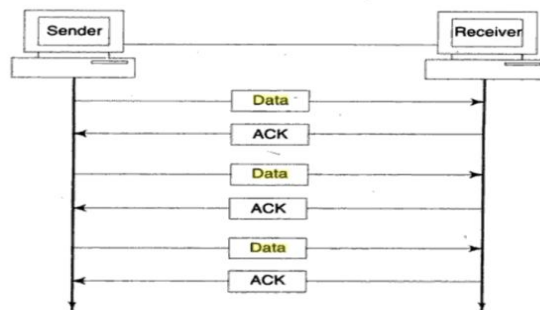 Sender
Receiver
Data
ACK
Data
ACK
Data
ACK